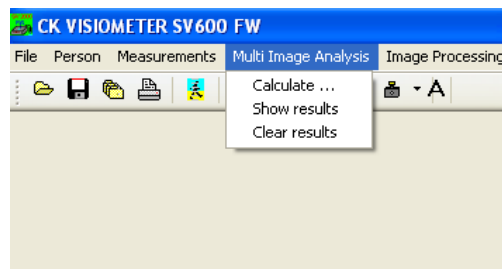 CK VISIOMETER SV600 FW
File Person Measurements Multi Image Analysis Image Processing
A
Calculate ...
Show results
Clear results